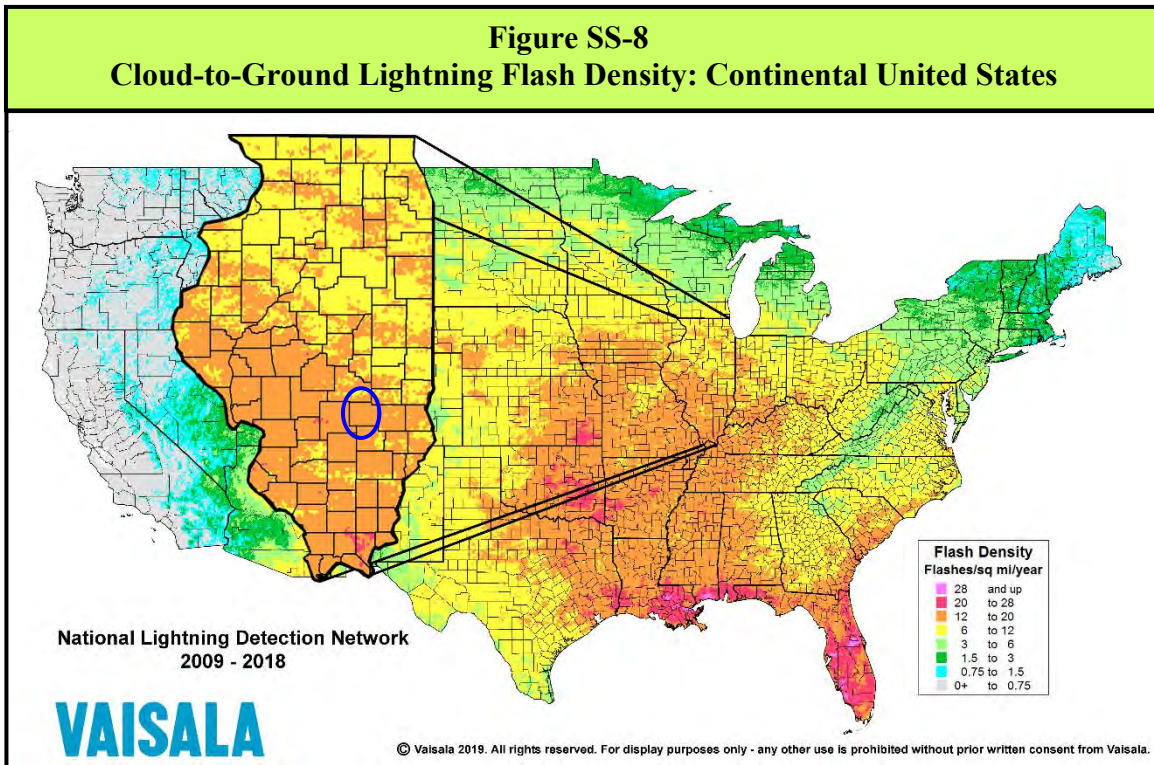 Figure SS-8
Cloud-to-Ground Lightning Flash Density: Continental United States
Flash Density
Flashes/sq mi/year
28 and up
20 to 28
12 to 20
6 to 12
3 to 6
1.5 to 3
0.75 to 1.5
0+ to 0.75
National Lightning Detection Network
2009 - 2018
VAISALA
© Vaisala 2019. All rights reserved. For display purposes only - any other use is prohibited without prior written consent from Vaisala.